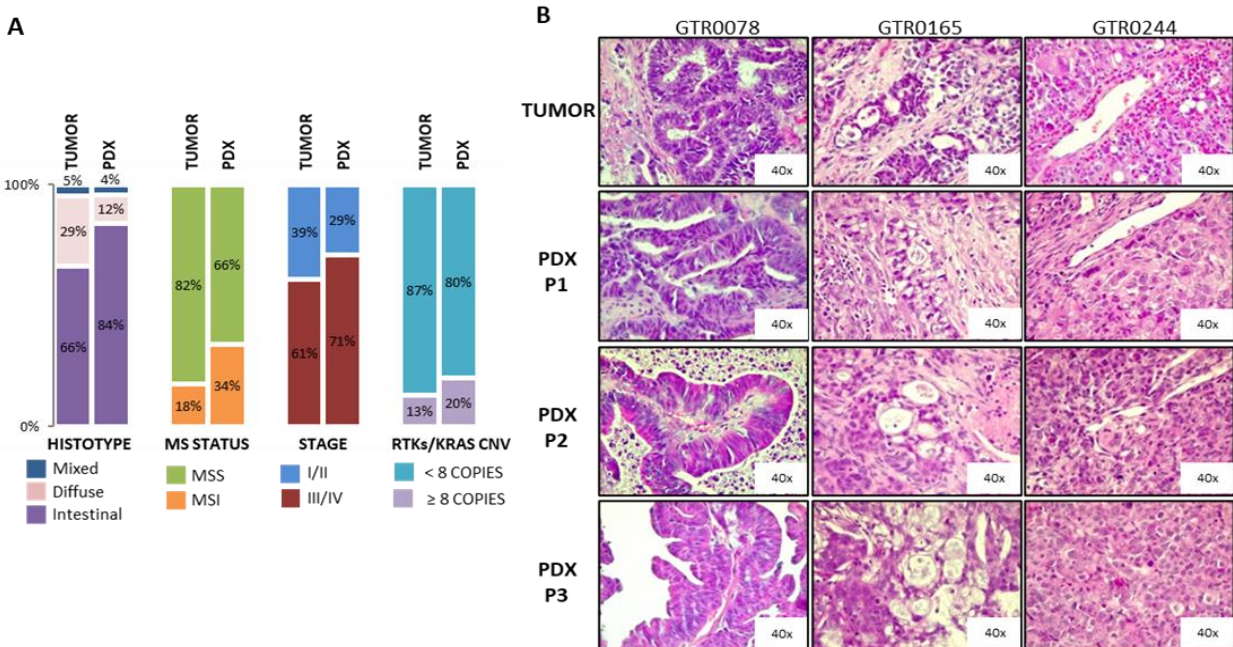 A
TUMOR PDX TUMOR PDX TUMOR PDX TUMOR PDX
100%
0%
5% 4%
29% 12%
66% 84%
82% 66%
18% 34%
39% 29%
61% 71%
87% 80%
13% 20%
HISTOTYPE MS STATUS STAGE RTKs/KRAS CNV
Mixed
Diffuse
Intestinal
MSS
MSI
I/II
III/IV
< 8 COPIES
≥ 8 COPIES
B
GTR0078 GTR0165 GTR0244
TUMOR
40x 40x 40x
PDX
P1
40x 40x 40x
PDX
P2
40x 40x 40x
PDX
P3
40x 40x 40x